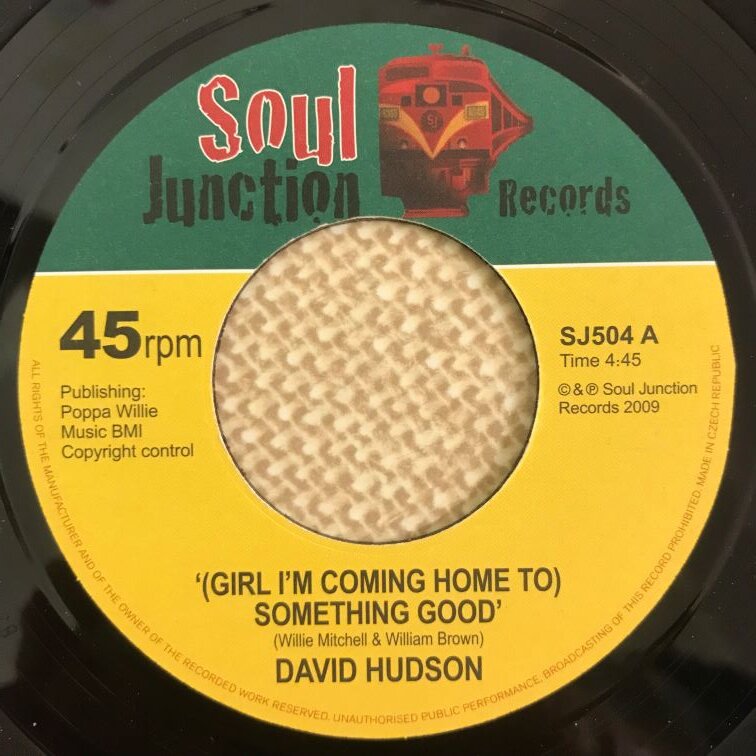 Soul
Junction Records
SJ
45rpm
SJ504 A
Time 4:45
Publishing:
Poppa Willie
Music BMI
Copyright control
©&℗ Soul Junction
Records 2009
'(GIRL I'M COMING HOME TO)
SOMETHING GOOD'
(Willie Mitchell & William Brown)
DAVID HUDSON
ALL RIGHTS OF THE MANUFACTURER AND OF THE OWNER OF THE RECORDED WORK RESERVED. UNAUTHORISED PUBLIC PERFORMANCE, BROADCASTING OF THIS RECORD PROHIBITED. MADE IN CZECH REPUBLIC